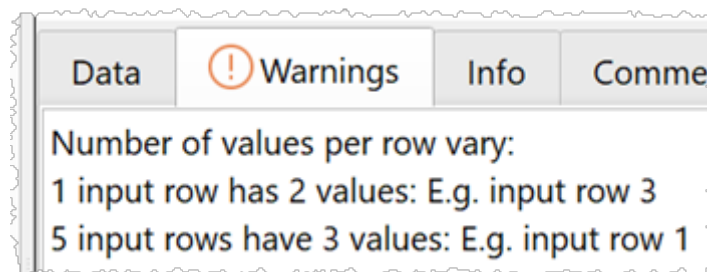 Data Warnings Info Comme
Number of values per row vary:
1 input row has 2 values: E.g. input row 3
5 input rows have 3 values: E.g. input row 1